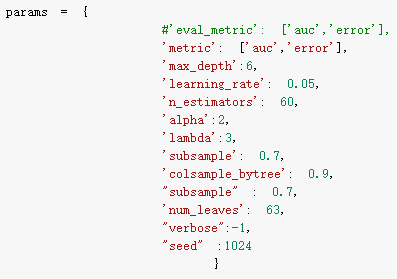 params = {
#'eval_metric': ['auc','error'],
'metric': ['auc','error'],
'max_depth':6,
'learning_rate': 0.05,
'n_estimators': 60,
'alpha':2,
'lambda':3,
'subsample': 0.7,
'colsample_bytree': 0.9,
"subsample" : 0.7,
'num_leaves': 63,
"verbose":-1,
"seed" :1024
}